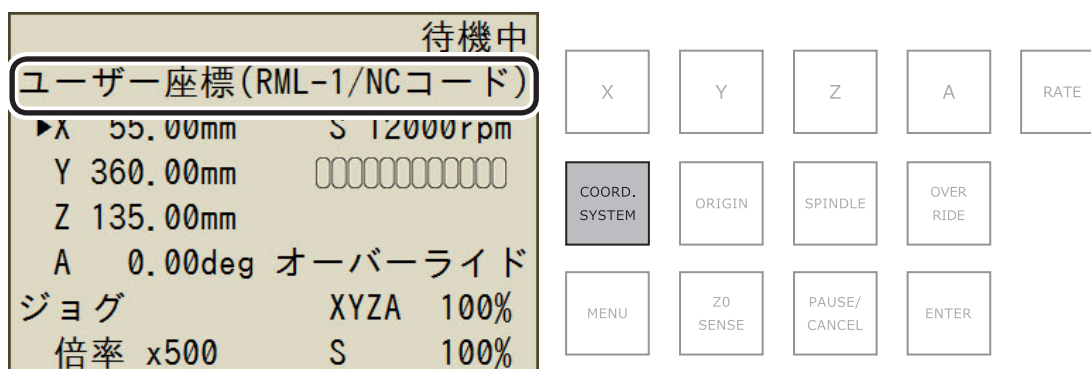 待機中
ユーザー座標(RML-1/NCコード)
▶X 55.00mm S 12000rpm
Y 360.00mm
Z 135.00mm
A 0.00deg オーバーライド
ジョグ XYZA 100%
倍率 x500 S 100%
X Y Z A RATE
COORD. SYSTEM
ORIGIN
SPINDLE
OVER RIDE
MENU
Z0 SENSE
PAUSE/ CANCEL
ENTER